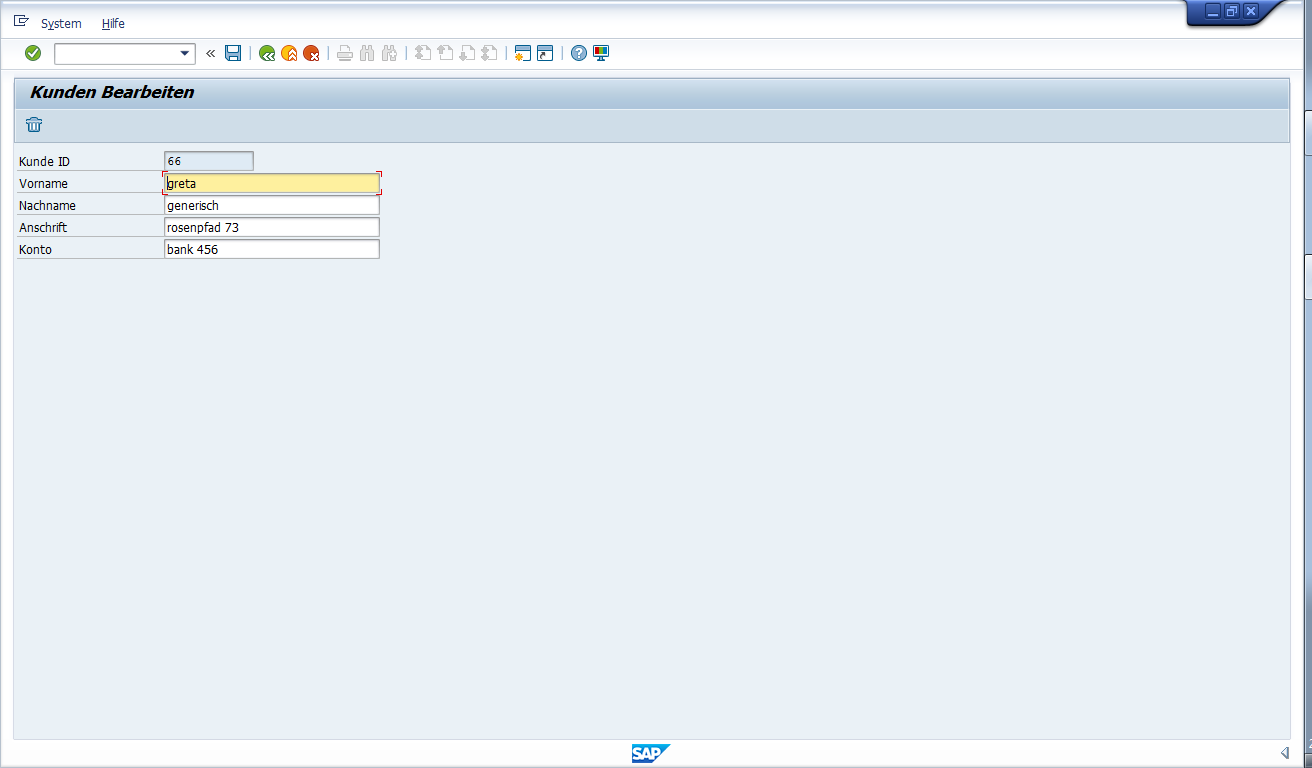 System Hilfe
«
Kunden Bearbeiten
Kunde ID 66
Vorname greta
Nachname generisch
Anschrift rosenpfad 73
Konto bank 456
SAP